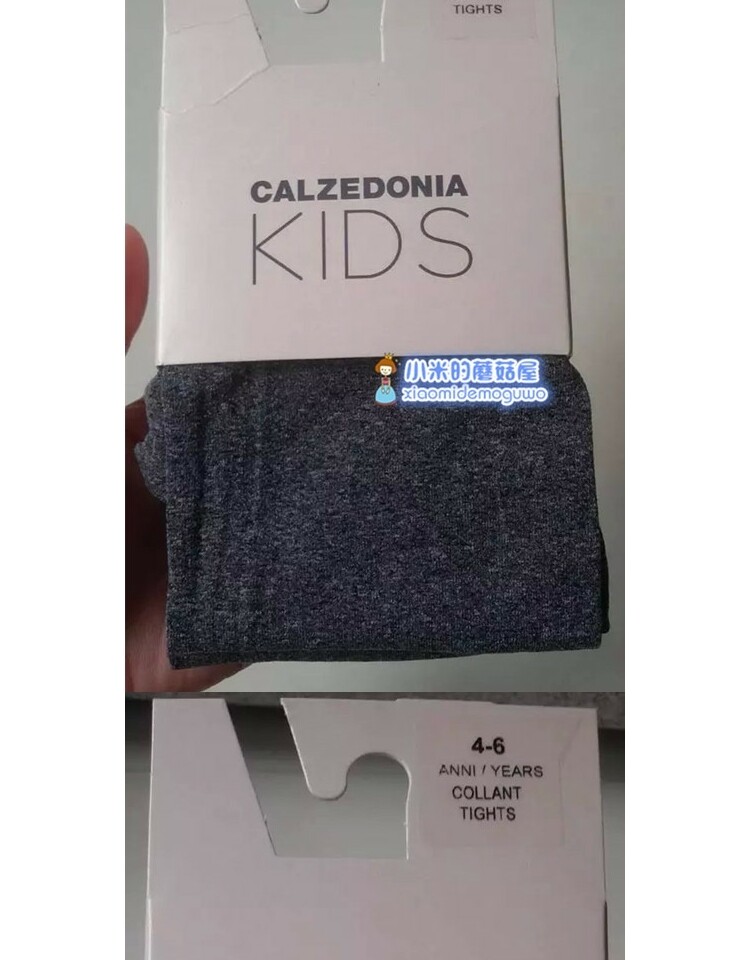 TIGHTS
CALZEDONIA
KIDS
小米的蘑菇屋
xiaomidemoguwo
4-6
ANNI / YEARS
COLLANT
TIGHTS